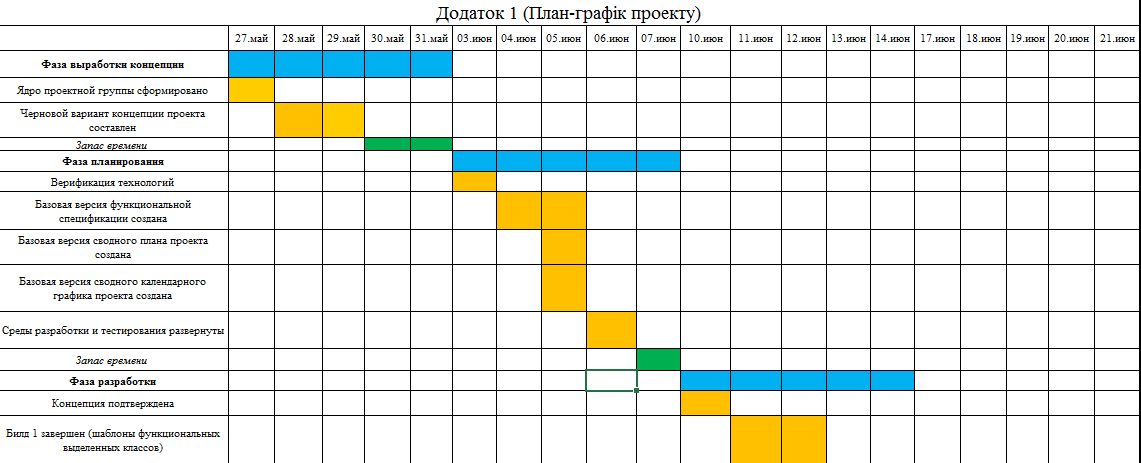 Додаток 1 (План-графік проекту)
27.май 28.май 29.май 30.май 31.май 03.июн 04.июн 05.июн 06.июн 07.июн 10.июн 11.июн 12.июн 13.июн 14.июн 17.июн 18.июн 19.июн 20.июн 21.июн
Фаза выработки концепции
Ядро проектной группы сформировано
Черновой вариант концепции проекта
составлен
Запас времени
Фаза планирования
Верификация технологий
Базовая версия функциональной
спецификации создана
Базовая версия сводного плана проекта
создана
Базовая версия сводного календарного
графика проекта создана
Среды разработки и тестирования развернуты
Запас времени
Фаза разработки
Концепция подтверждена
Билд 1 завершен (шаблоны функциональных
выделенных классов)